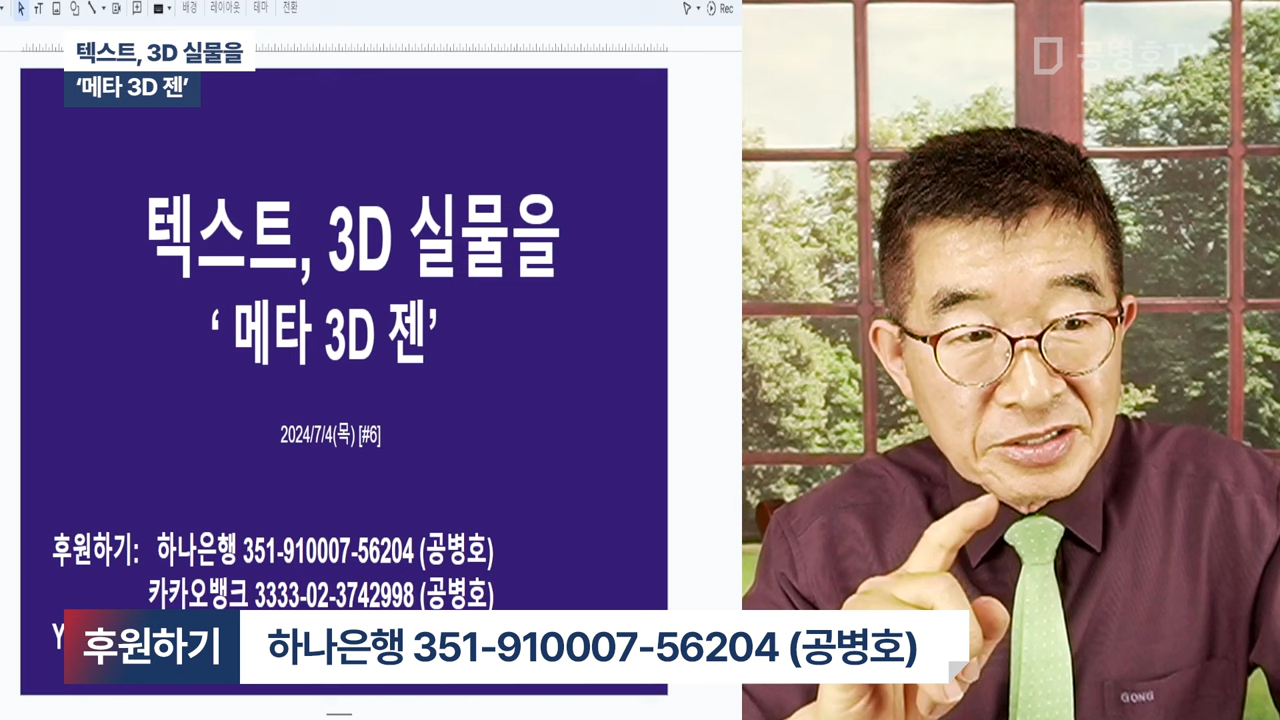 배경 레이아웃 테마 전환
Rec
텍스트, 3D 실물을
‘메타 3D 젠’
공병호TV
텍스트, 3D 실물을
‘ 메타 3D 젠’
2024/7/4(목) [#6]
후원하기: 하나은행 351-910007-56204 (공병호)
카카오뱅크 3333-02-3742998 (공병호)
후원하기 하나은행 351-910007-56204 (공병호)
GONG